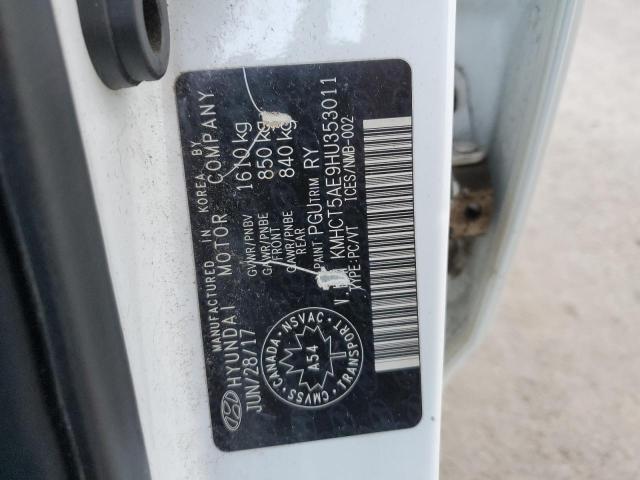 MANUFACTURED IN KOREA BY
HYUNDAI MOTOR COMPANY
JUN/28/17
GVWR/PNBV 1610 kg
GAWR/PNBE FRONT 850 kg
GAWR/PNBE REAR 840 kg
PAINT PGU TRIM RY
V. KMHCT5AE9HU353011
TYPE:PC/VT ICES/NMB-002
CANADA NSVAC
CMVSS TRANSPORT
A54